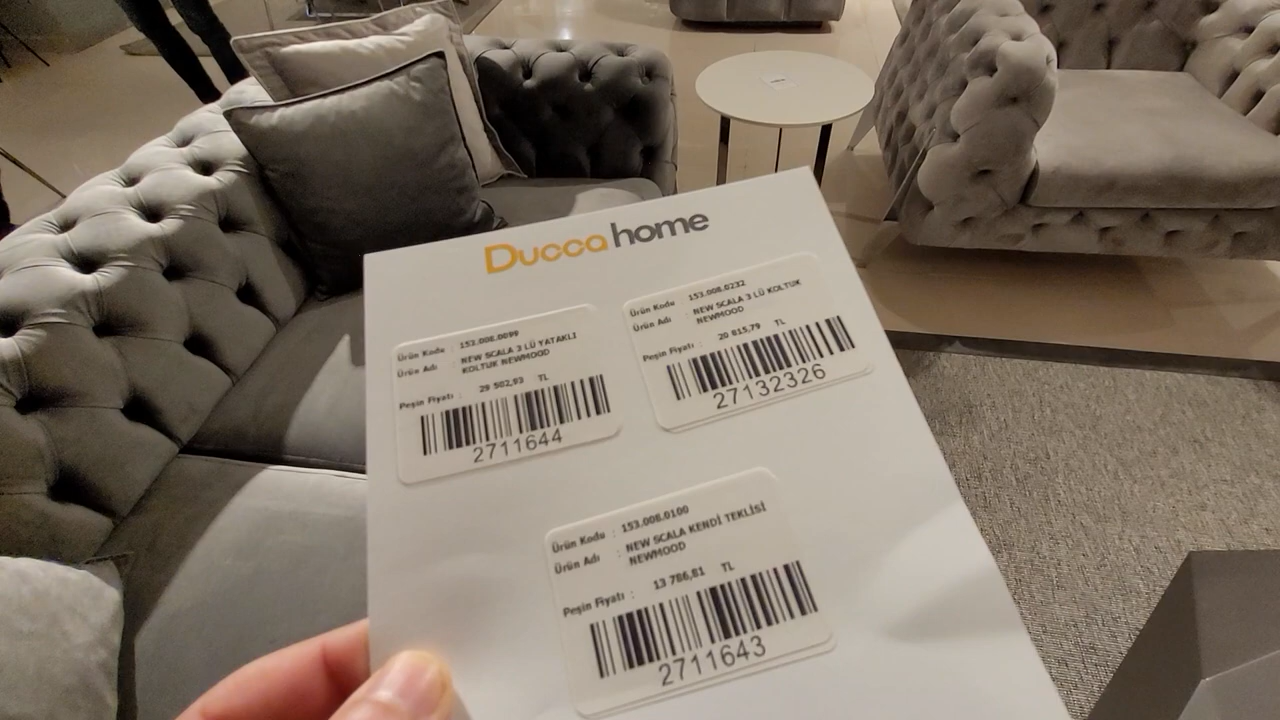 Ducca home
Ürün Kodu : 153.008.0099
Ürün Adı : NEW SCALA 3 LÜ YATAKLI
KOLTUK NEWMOOD
Peşin Fiyatı : 29 502,93 TL
2711644
Ürün Kodu : 153.008.0232
Ürün Adı : NEW SCALA 3 LÜ KOLTUK
NEWMOOD
Peşin Fiyatı : 20 815,79 TL
27132326
Ürün Kodu : 153.008.0100
Ürün Adı : NEW SCALA KENDİ TEKLİSİ
NEWMOOD
Peşin Fiyatı : 13 786,81 TL
2711643